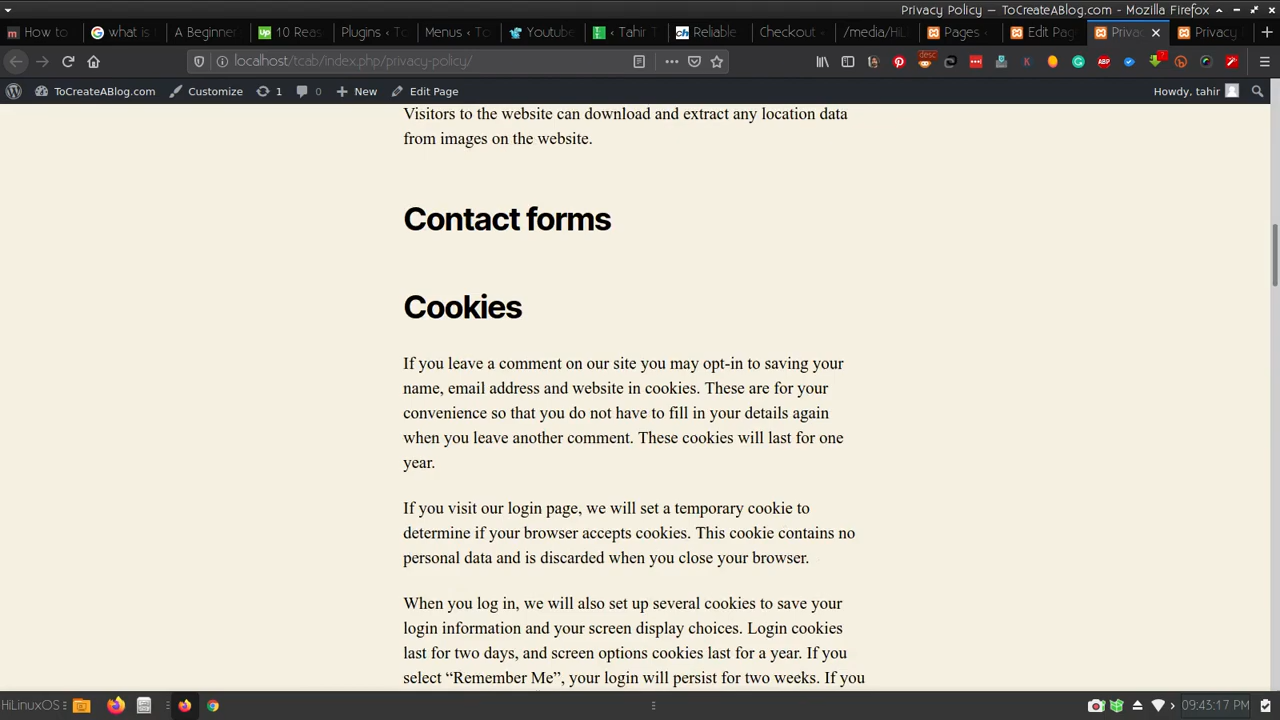 Privacy Policy — ToCreateABlog.com - Mozilla Firefox
How to
what is
A Beginner
10 Reas
Plugins ‹
Menus ‹ To
Youtube
‹ Tahir
Reliable
Checkout
/media/HiL
Pages ‹
Edit Pag
Privac
Privacy
localhost/tcab/index.php/privacy-policy/
ToCreateABlog.com Customize 1 0 New Edit Page Howdy, tahir
Visitors to the website can download and extract any location data
from images on the website.
Contact forms
Cookies
If you leave a comment on our site you may opt-in to saving your
name, email address and website in cookies. These are for your
convenience so that you do not have to fill in your details again
when you leave another comment. These cookies will last for one
year.
If you visit our login page, we will set a temporary cookie to
determine if your browser accepts cookies. This cookie contains no
personal data and is discarded when you close your browser.
When you log in, we will also set up several cookies to save your
login information and your screen display choices. Login cookies
last for two days, and screen options cookies last for a year. If you
select “Remember Me”, your login will persist for two weeks. If you
HiLinuxOS 09:43:17 PM